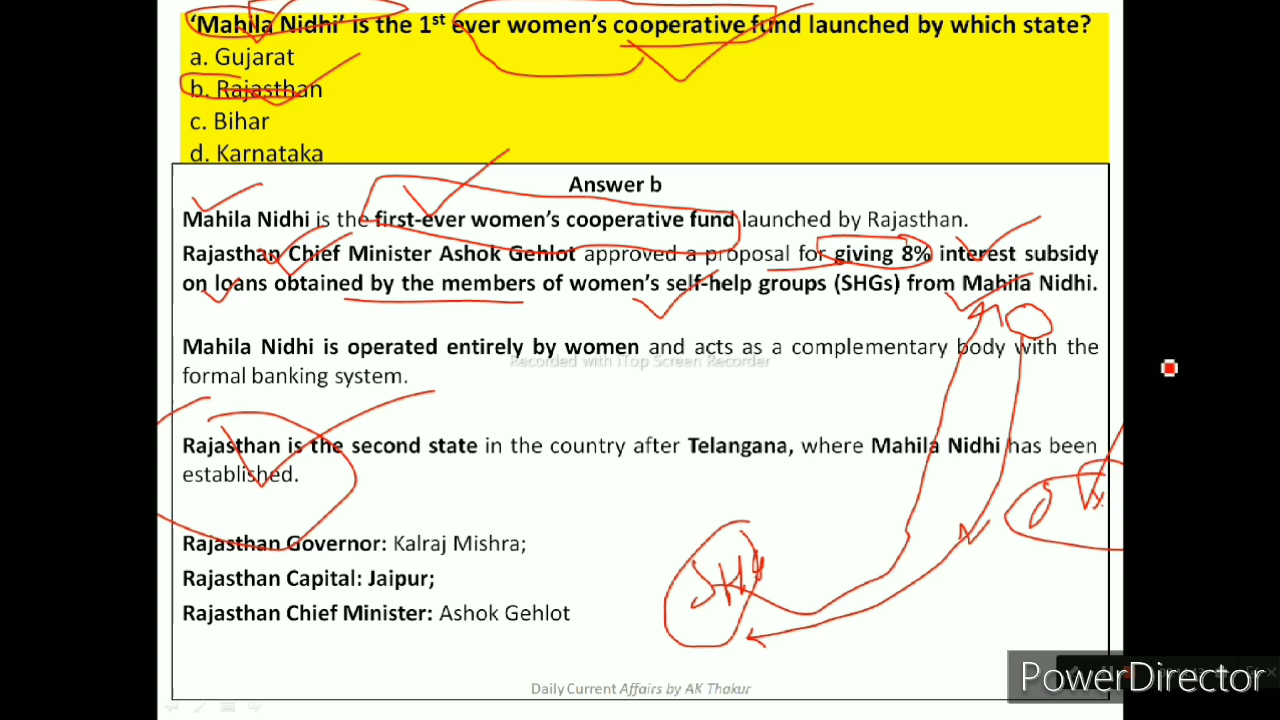 ‘Mahila Nidhi’ is the 1st ever women’s cooperative fund launched by which state?
a. Gujarat
b. Rajasthan
c. Bihar
d. Karnataka
Answer b
Mahila Nidhi is the first-ever women’s cooperative fund launched by Rajasthan.
Rajasthan Chief Minister Ashok Gehlot approved a proposal for giving 8% interest subsidy
on loans obtained by the members of women’s self-help groups (SHGs) from Mahila Nidhi.
Mahila Nidhi is operated entirely by women and acts as a complementary body with the
Recorded with iTop Screen Recorder
formal banking system.
Rajasthan is the second state in the country after Telangana, where Mahila Nidhi has been
established.
Rajasthan Governor: Kalraj Mishra;
Rajasthan Capital: Jaipur;
SHG
Rajasthan Chief Minister: Ashok Gehlot
PowerDirector
Daily Current Affairs by AK Thakur